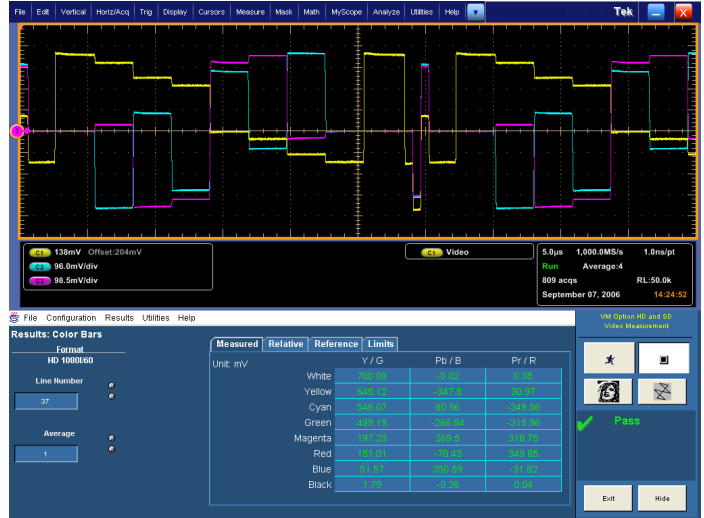 File Edit Vertical Horiz/Acq Trig Display Cursors Measure Mask Math MyScope Analyze Utilities Help Tek
3
C1 138mV Offset:204mV
C2 96.0mV/div
C3 98.5mV/div
C1 Video
5.0µs 1,000.0MS/s 1.0ns/pt
Run Average:4
809 acqs RL:50.0k
September 07, 2006 14:24:52
File Configuration Results Utilities Help
Results: Color Bars
Format
HD 1080I/60
Line Number
37
Average
1
Measured Relative Reference Limits
Unit: mV Y / G Pb / B Pr / R
White 700.09 -0.02 0.05
Yellow 645.12 -347.5 30.97
Cyan 548.07 80.96 -349.56
Green 499.19 -266.84 -315.96
Magenta 197.23 269.5 318.75
Red 151.01 -78.43 349.85
Blue 51.57 350.59 -31.82
Black 1.79 -0.28 0.04
VM Option HD and SD
Video Measurement
Pass
Exit Hide